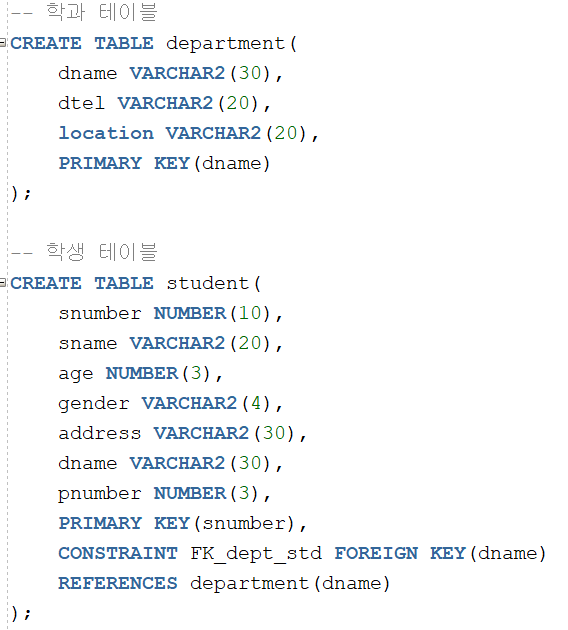 -- 학과 테이블
CREATE TABLE department(
dname VARCHAR2(30),
dtel VARCHAR2(20),
location VARCHAR2(20),
PRIMARY KEY(dname)
);
-- 학생 테이블
CREATE TABLE student(
snumber NUMBER(10),
sname VARCHAR2(20),
age NUMBER(3),
gender VARCHAR2(4),
address VARCHAR2(30),
dname VARCHAR2(30),
pnumber NUMBER(3),
PRIMARY KEY(snumber),
CONSTRAINT FK_dept_std FOREIGN KEY(dname)
REFERENCES department(dname)
);